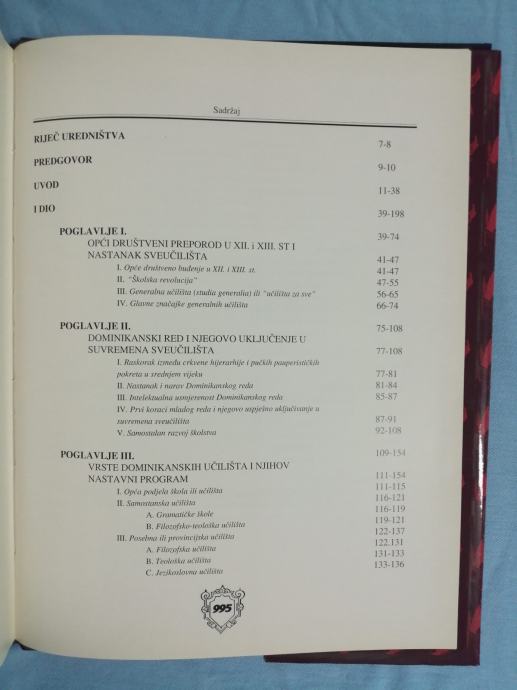 Sadržaj
RIJEČ UREDNIŠTVA 7-8
PREDGOVOR 9-10
UVOD 11-38
I DIO 39-198
POGLAVLJE I. 39-74
OPĆI DRUŠTVENI PREPOROD U XII. i XIII. ST I
NASTANAK SVEUČILIŠTA 41-47
I. Opće društveno buđenje u XII. i XIII. st. 41-47
II. "Školska revolucija" 47-55
III. Generalna učilišta (studia generalia) ili "učilišta za sve" 56-65
IV. Glavne značajke generalnih učilišta 66-74
POGLAVLJE II. 75-108
DOMINIKANSKI RED I NJEGOVO UKLJUČENJE U
SUVREMENA SVEUČILIŠTA 77-108
I. Raskorak između crkvene hijerarhije i pučkih pauperističkih
pokreta u srednjem vijeku 77-81
II. Nastanak i narav Dominikanskog reda 81-84
III. Intelektualna usmjerenost Dominikanskog reda 85-87
IV. Prvi koraci mladog reda i njegovo uspješno uključivanje u
suvremena sveučilišta 87-91
V. Samostalan razvoj školstva 92-108
POGLAVLJE III. 109-154
VRSTE DOMINIKANSKIH UČILIŠTA I NJIHOV
NASTAVNI PROGRAM 111-154
I. Opća podjela škola ili učilišta 111-115
II. Samostanska učilišta 116-121
A. Gramatičke škole 116-119
B. Filozofsko-teološka učilišta 119-121
III. Posebna ili provincijska učilišta 122-137
A. Filozofska učilišta 122.131
B. Teološka učilišta 131-133
C. Jezikoslovna učilišta 133-136
995